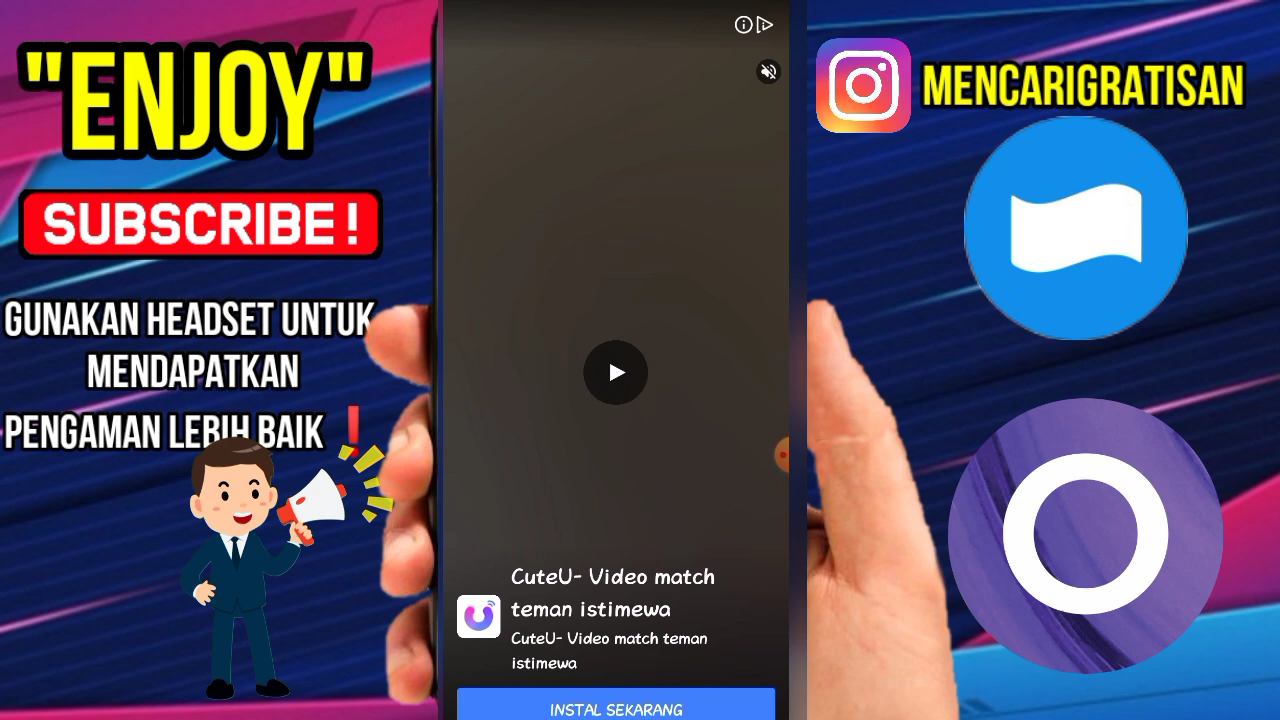 "ENJOY"
SUBSCRIBE!
GUNAKAN HEADSET UNTUK
MENDAPATKAN
PENGAMAN LEBIH BAIK ❗
CuteU- Video match
teman istimewa
CuteU- Video match teman
istimewa
INSTAL SEKARANG
MENCARIGRATISAN